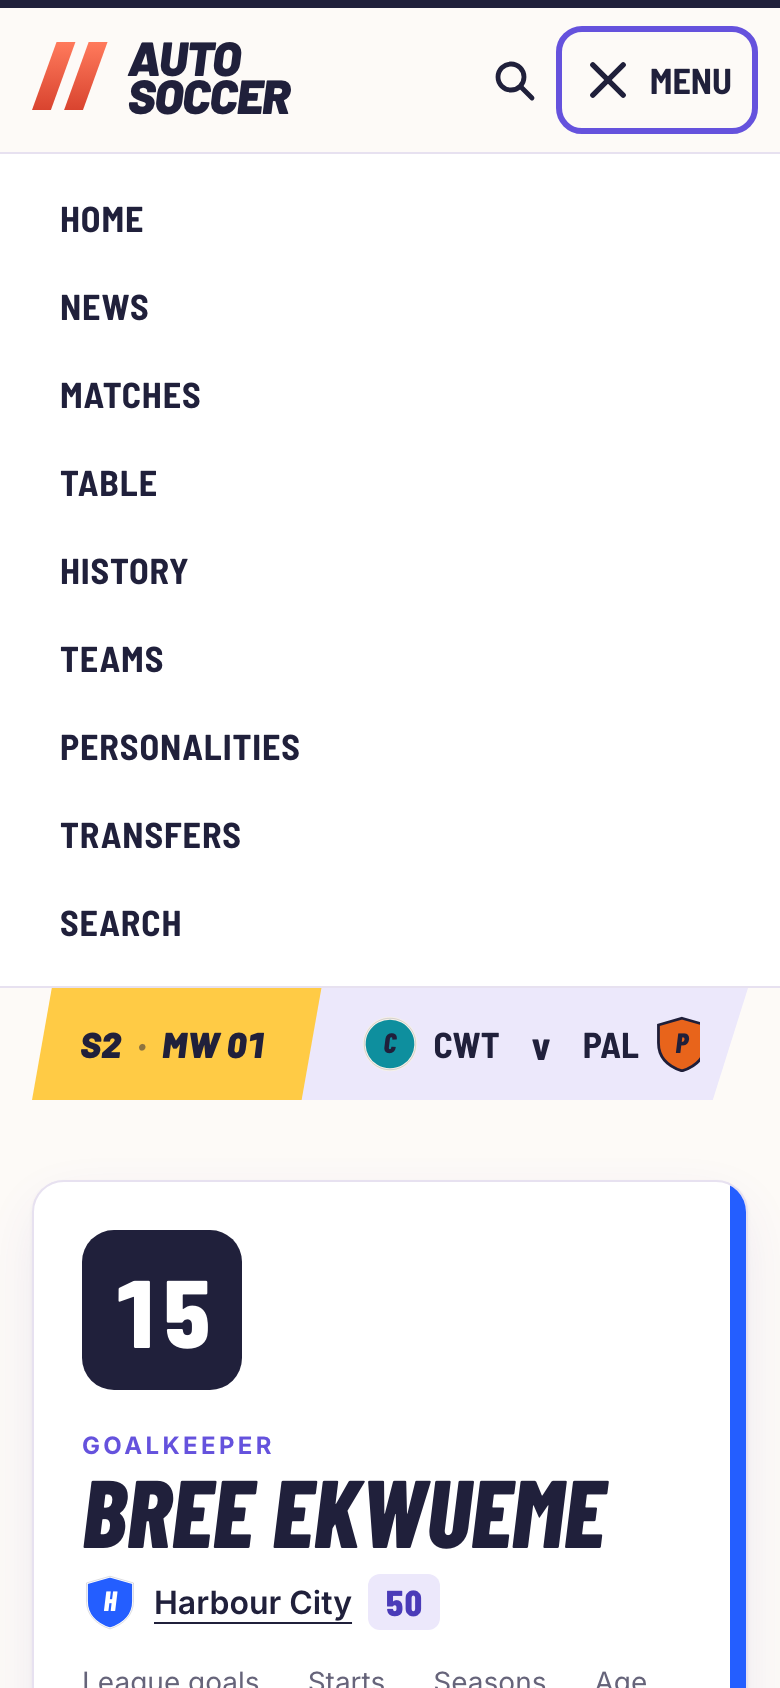 AUTO
SOCCER
MENU
HOME
NEWS
MATCHES
TABLE
HISTORY
TEAMS
PERSONALITIES
TRANSFERS
SEARCH
S2 · MW 01 C CWT v PAL P
15
GOALKEEPER
BREE EKWUEME
H Harbour City 50
League goals Starts Seasons Age